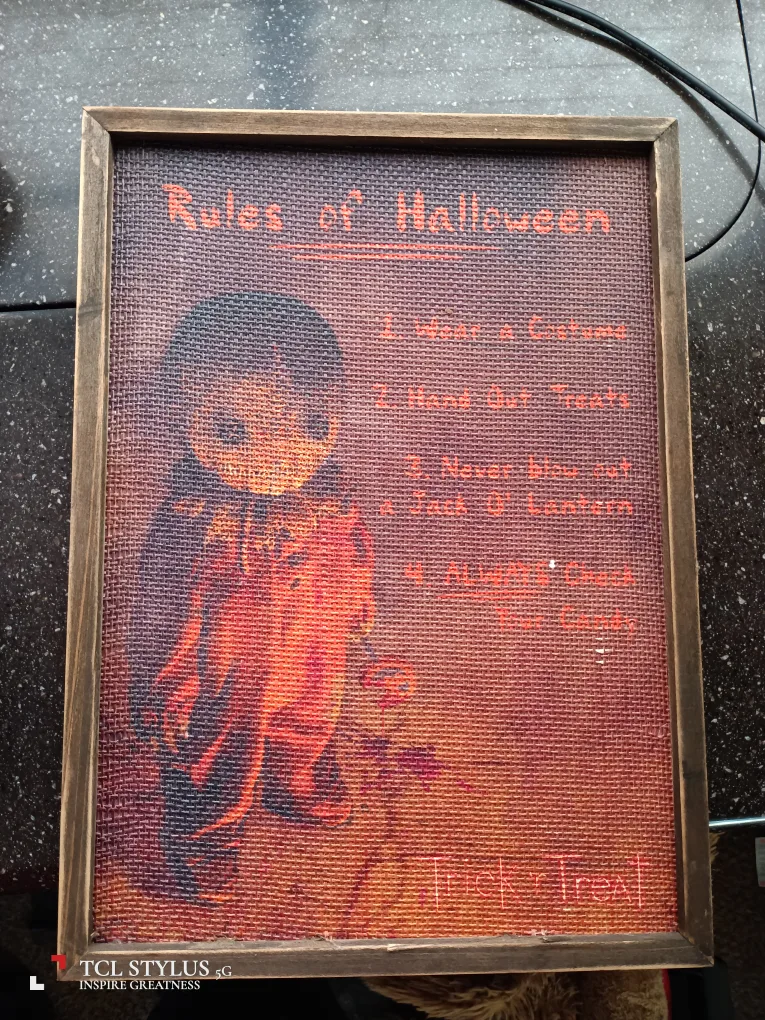 Rules of Halloween
1. Wear a Costume
2. Hand Out Treats
3. Never blow out
a Jack O' Lantern
4. ALWAYS Check
Your Candy
Trick r Treat
TCL STYLUS 5G
INSPIRE GREATNESS